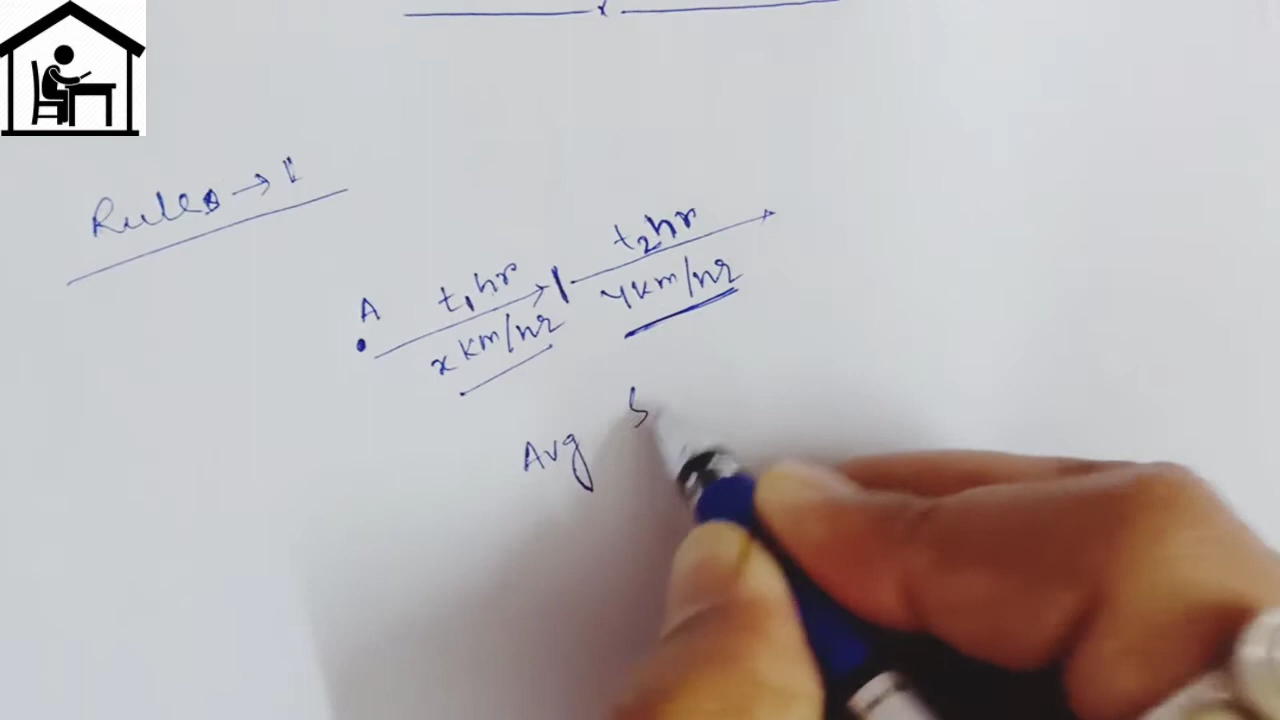 Rules → 1
A t₁hr t₂hr
x km/hr y km/hr
Avg s